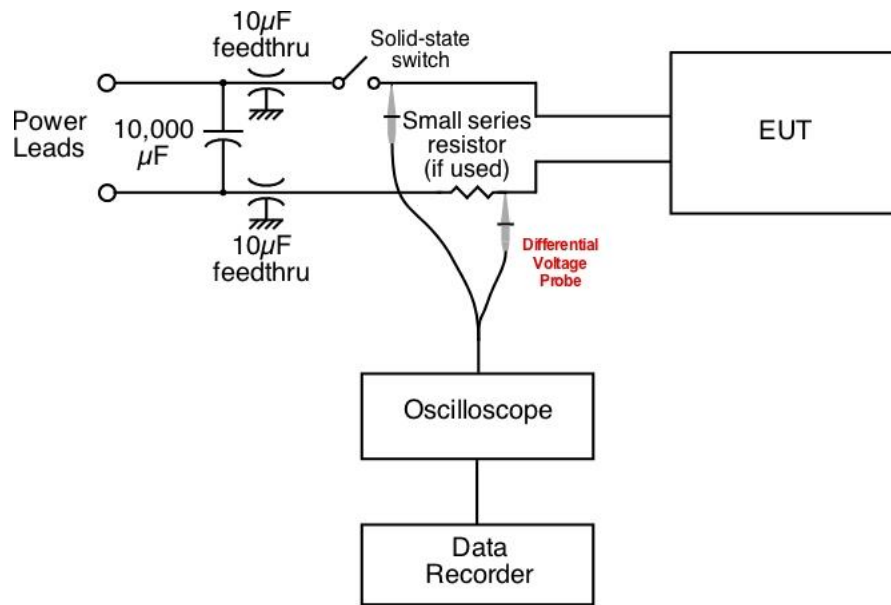 10µF
feedthru
Solid-state
switch
Power
Leads
10,000
µF
Small series
resistor
(if used)
EUT
10µF
feedthru
Differential
Voltage
Probe
Oscilloscope
Data
Recorder